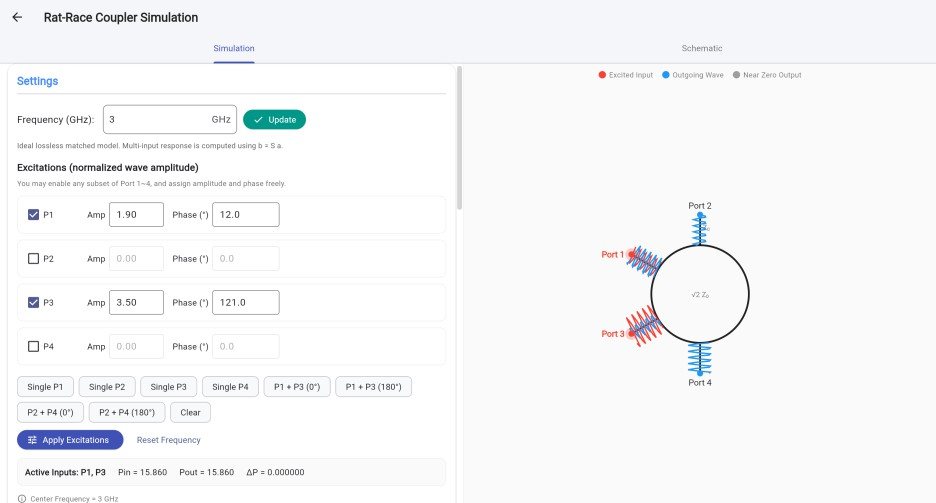 Rat-Race Coupler Simulation
Simulation
Schematic
Settings
Frequency (GHz): 3 GHz Update
Ideal lossless matched model. Multi-input response is computed using b = S a.
Excitations (normalized wave amplitude)
You may enable any subset of Port 1~4, and assign amplitude and phase freely.
P1 Amp 1.90 Phase (°) 12.0
P2 Amp 0.00 Phase (°) 0.0
P3 Amp 3.50 Phase (°) 121.0
P4 Amp 0.00 Phase (°) 0.0
Single P1 Single P2 Single P3 Single P4 P1 + P3 (0°) P1 + P3 (180°)
P2 + P4 (0°) P2 + P4 (180°) Clear
Apply Excitations Reset Frequency
Active Inputs: P1, P3 Pin = 15.860 Pout = 15.860 ΔP = 0.000000
Center Frequency = 3 GHz
Excited Input Outgoing Wave Near Zero Output
Port 2
Port 1
√2 Z₀
Port 3
Port 4